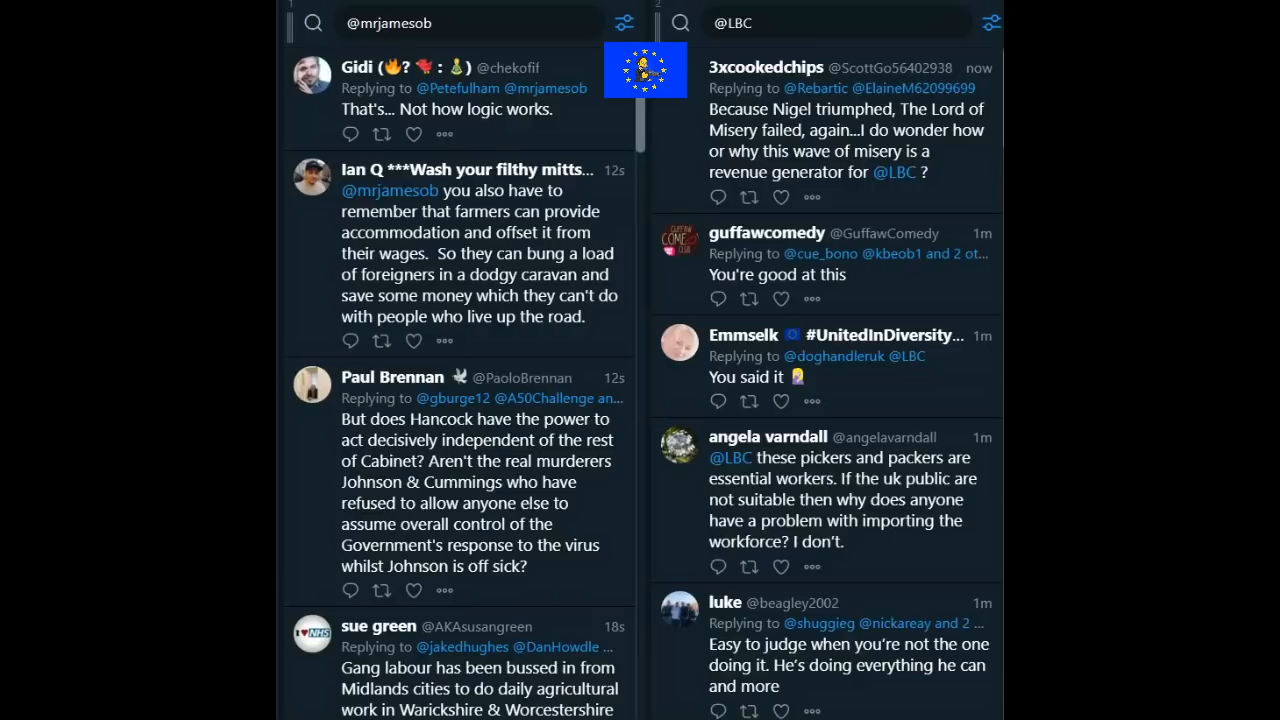 1
@mrjamesob
Gidi (🔥? 🐦: 🎍) @chekofif
Replying to @Petefulham @mrjamesob
That's... Not how logic works.
Ian Q ***Wash your filthy mitts... 12s
@mrjamesob you also have to
remember that farmers can provide
accommodation and offset it from
their wages. So they can bung a load
of foreigners in a dodgy caravan and
save some money which they can't do
with people who live up the road.
Paul Brennan 🕊 @PaoloBrennan 12s
Replying to @gburge12 @A50Challenge an...
But does Hancock have the power to
act decisively independent of the rest
of Cabinet? Aren't the real murderers
Johnson & Cummings who have
refused to allow anyone else to
assume overall control of the
Government's response to the virus
whilst Johnson is off sick?
I ♥ NHS
sue green @AKAsusangreen 18s
Replying to @jakedhughes @DanHowdle ...
Gang labour has been bussed in from
Midlands cities to do daily agricultural
work in Warickshire & Worcestershire
2
@LBC
3xcookedchips @ScottGo56402938 now
Replying to @Rebartic @ElaineM62099699
Because Nigel triumphed, The Lord of
Misery failed, again...I do wonder how
or why this wave of misery is a
revenue generator for @LBC ?
GUFFAW
COMEDY
CLUB
guffawcomedy @GuffawComedy 1m
Replying to @cue_bono @kbeob1 and 2 ot...
You're good at this
Emmselk 🇪🇺 #UnitedInDiversity... 1m
Replying to @doghandleruk @LBC
You said it 🤦🏼‍♀️
angela varndall @angelavarndall 1m
@LBC these pickers and packers are
essential workers. If the uk public are
not suitable then why does anyone
have a problem with importing the
workforce? I don’t.
luke @beagley2002 1m
Replying to @shuggieg @nickareay and 2 ...
Easy to judge when you’re not the one
doing it. He’s doing everything he can
and more